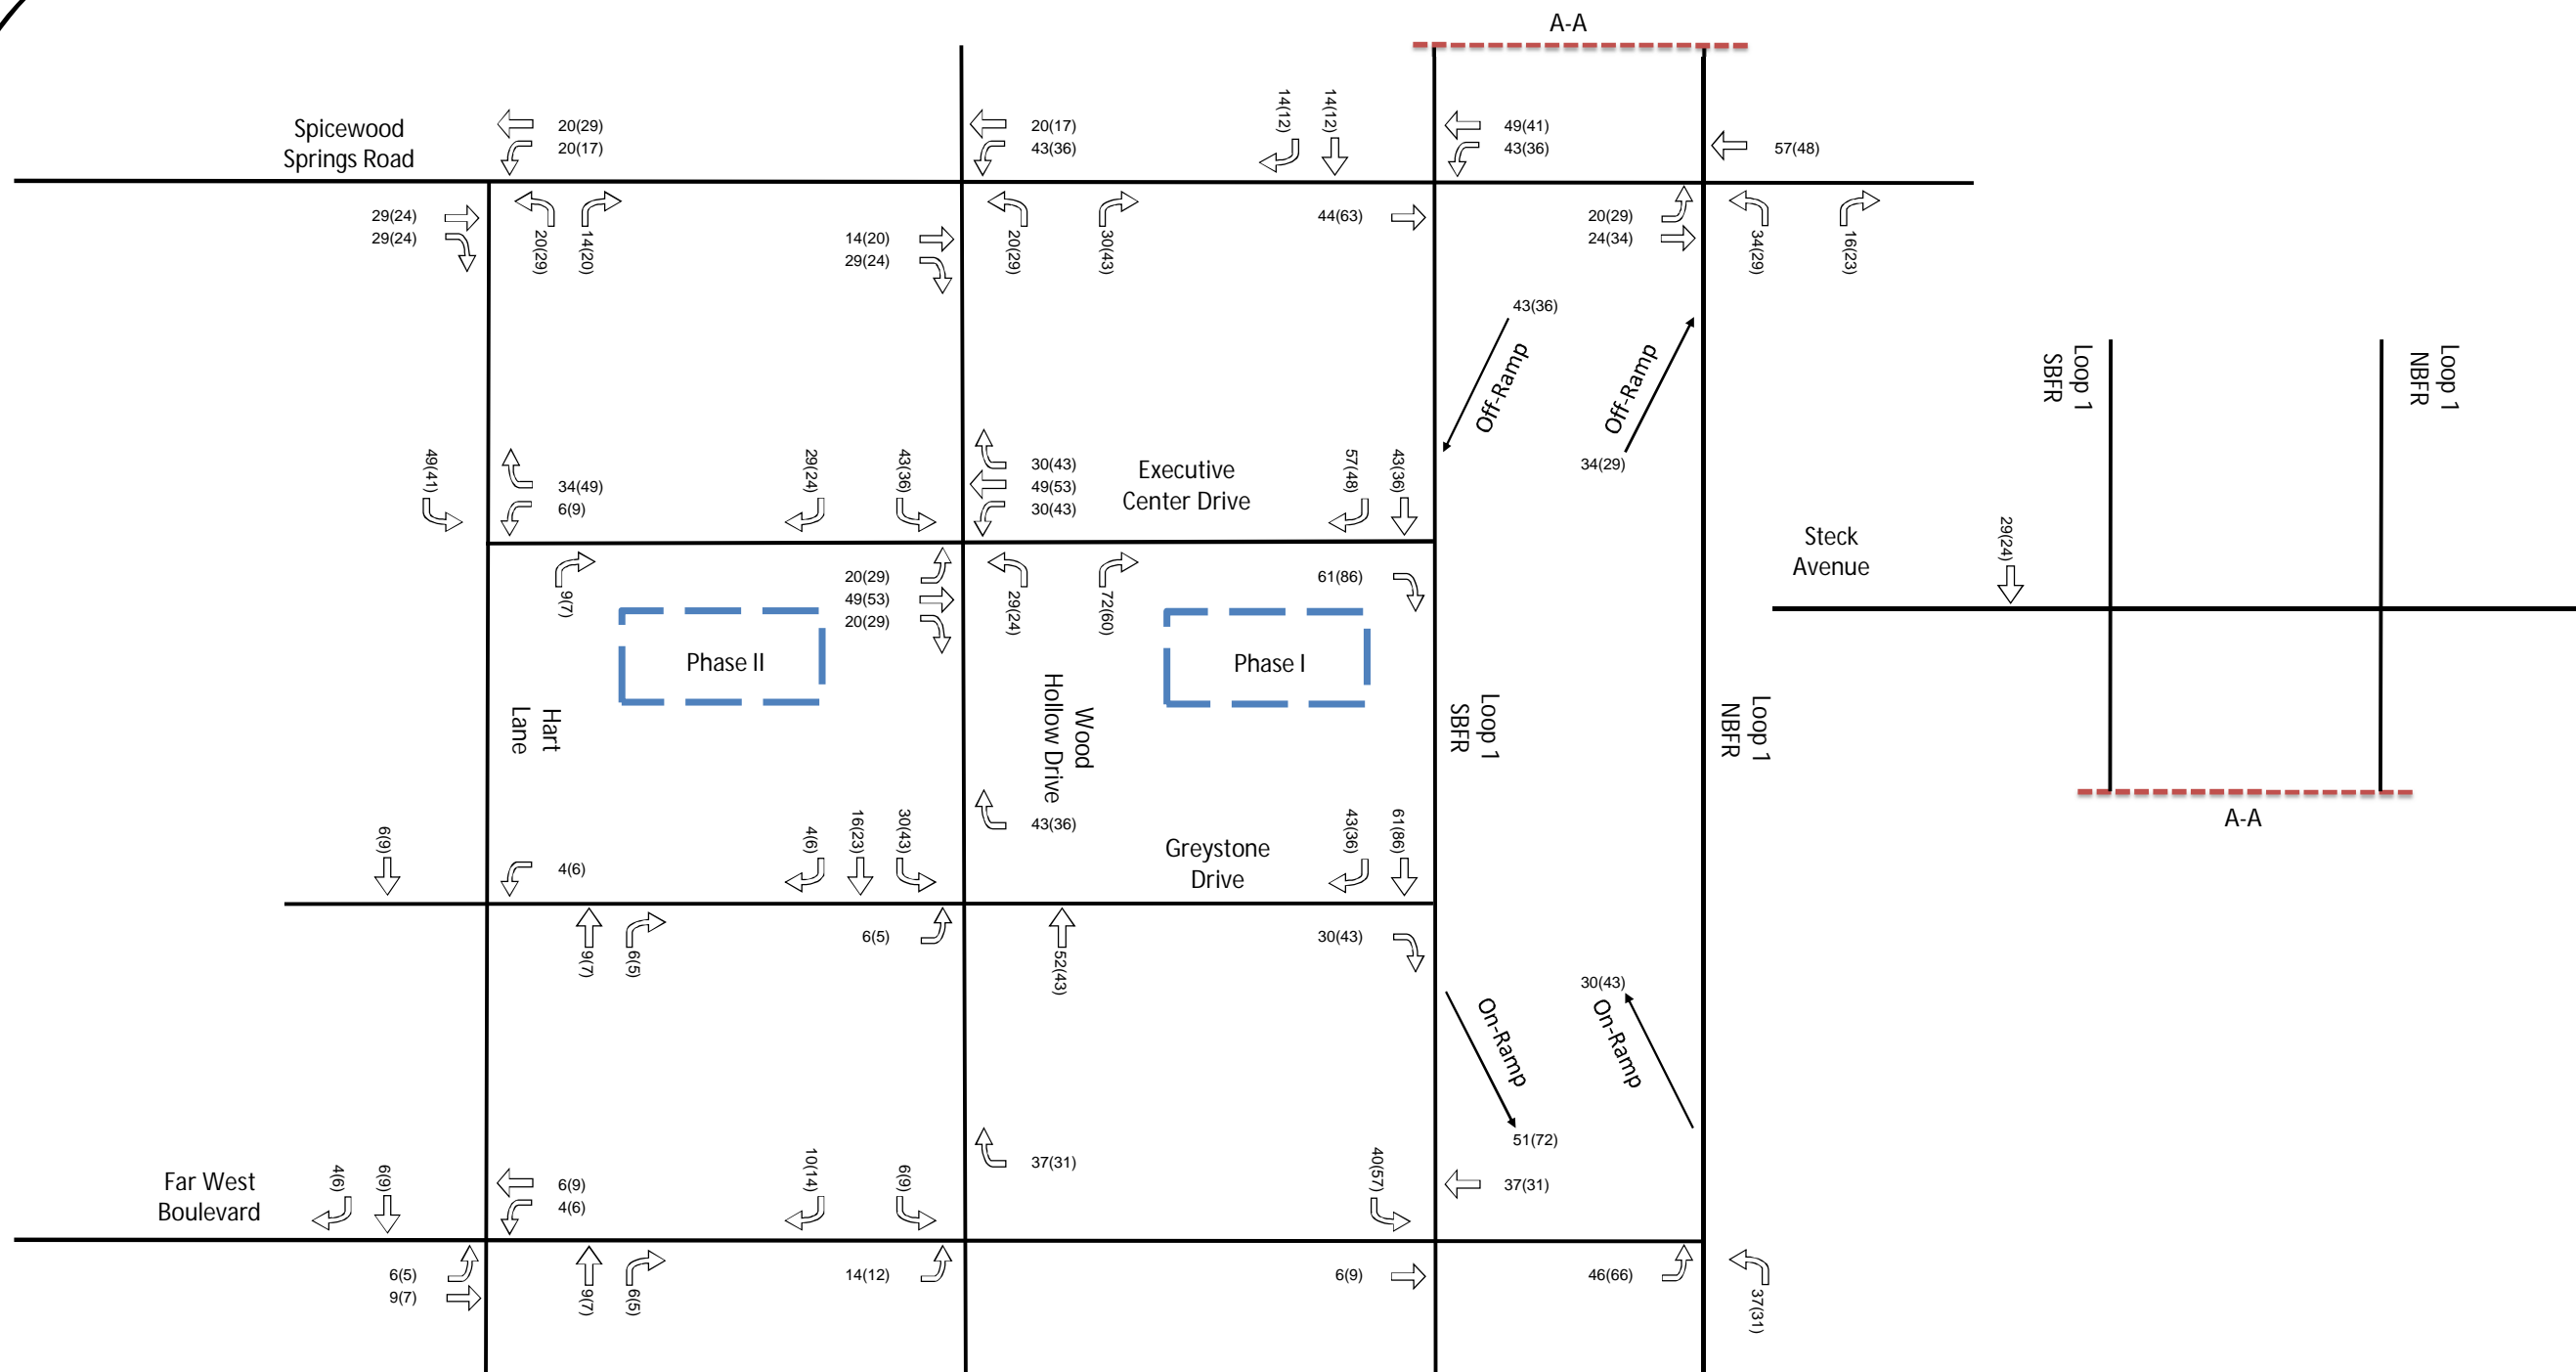 A-A
14(12)
14(12)
Spicewood
Springs Road
20(29)
20(17)
20(17)
43(36)
49(41)
43(36)
57(48)
29(24)
29(24)
20(29)
14(20)
14(20)
29(24)
20(29)
30(43)
44(63)
20(29)
24(34)
34(29)
16(23)
43(36)
Off-Ramp
Off-Ramp
34(29)
Loop 1
SBFR
Loop 1
NBFR
49(41)
34(49)
6(9)
29(24)
43(36)
30(43)
49(53)
30(43)
Executive
Center Drive
57(48)
43(36)
Steck
Avenue
29(24)
9(7)
20(29)
49(53)
20(29)
29(24)
72(60)
61(86)
Phase II
Phase I
Hart
Lane
Wood
Hollow Drive
Loop 1
SBFR
Loop 1
NBFR
A-A
6(9)
4(6)
4(6)
16(23)
30(43)
43(36)
Greystone
Drive
43(36)
61(86)
9(7)
6(5)
6(5)
52(43)
30(43)
30(43)
On-Ramp
On-Ramp
51(72)
Far West
Boulevard
4(6)
6(9)
6(9)
4(6)
10(14)
6(9)
37(31)
40(57)
37(31)
6(5)
9(7)
9(7)
6(5)
14(12)
6(9)
46(66)
37(31)